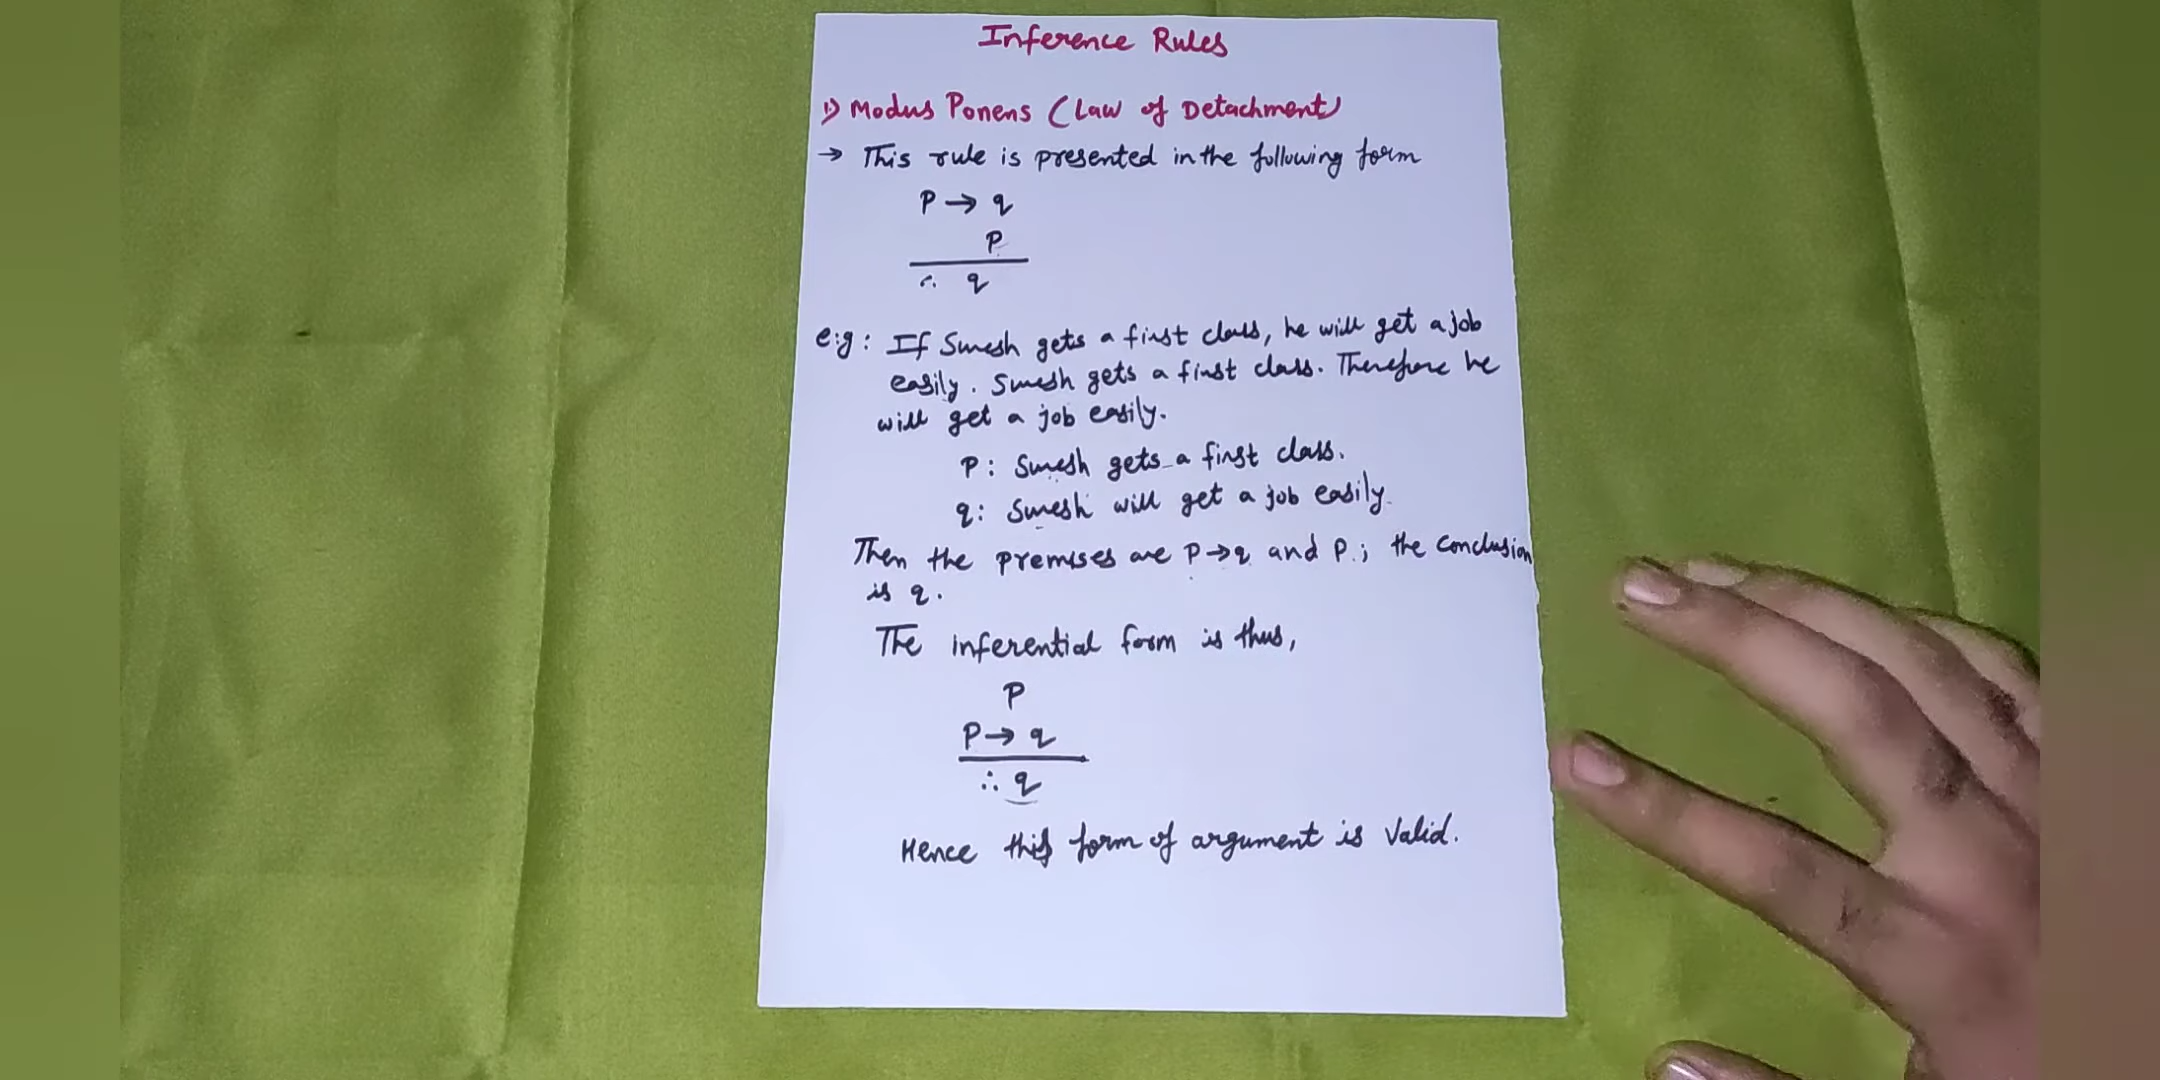 Inference Rules
1) Modus Ponens (Law of Detachment)
→ This rule is presented in the following form
P → q
P
∴ q
e.g: If Suresh gets a first class, he will get a job
easily. Suresh gets a first class. Therefore he
will get a job easily.
P: Suresh gets a first class.
q: Suresh will get a job easily.
Then the premises are P→q and P; the conclusion
is q.
The inferential form is thus,
P
P→ q
∴ q
Hence this form of argument is valid.